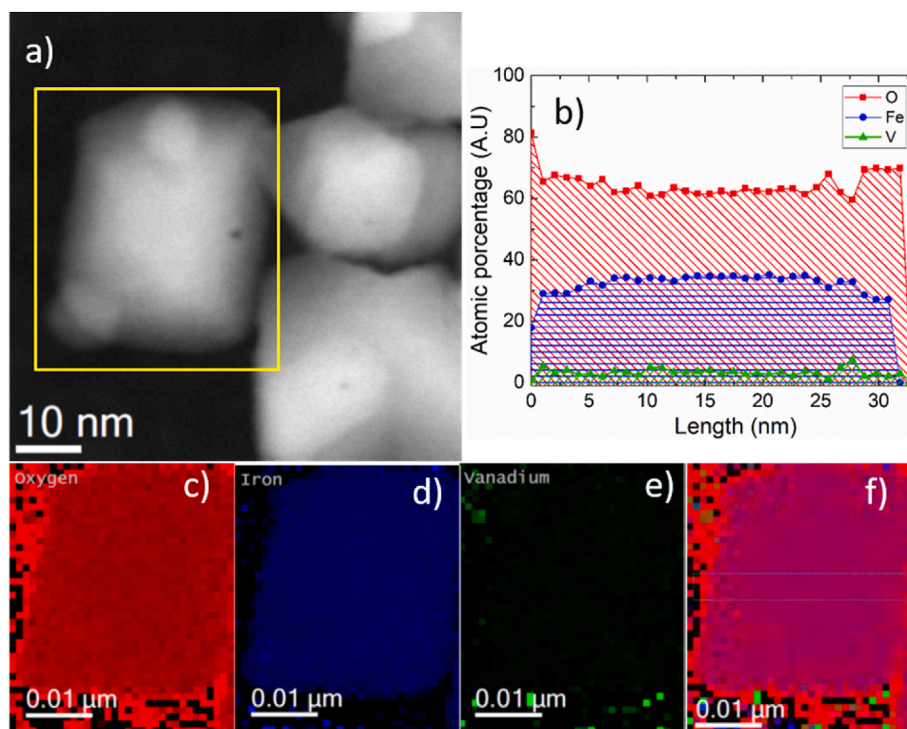 a)
10 nm
b)
O
Fe
V
100
80
60
40
20
0
Atomic porcentage (A.U)
0 5 10 15 20 25 30
Length (nm)
Oxygen
c)
0.01 µm
Iron
d)
0.01 µm
Vanadium
e)
0.01 µm
f)
0.01 µm